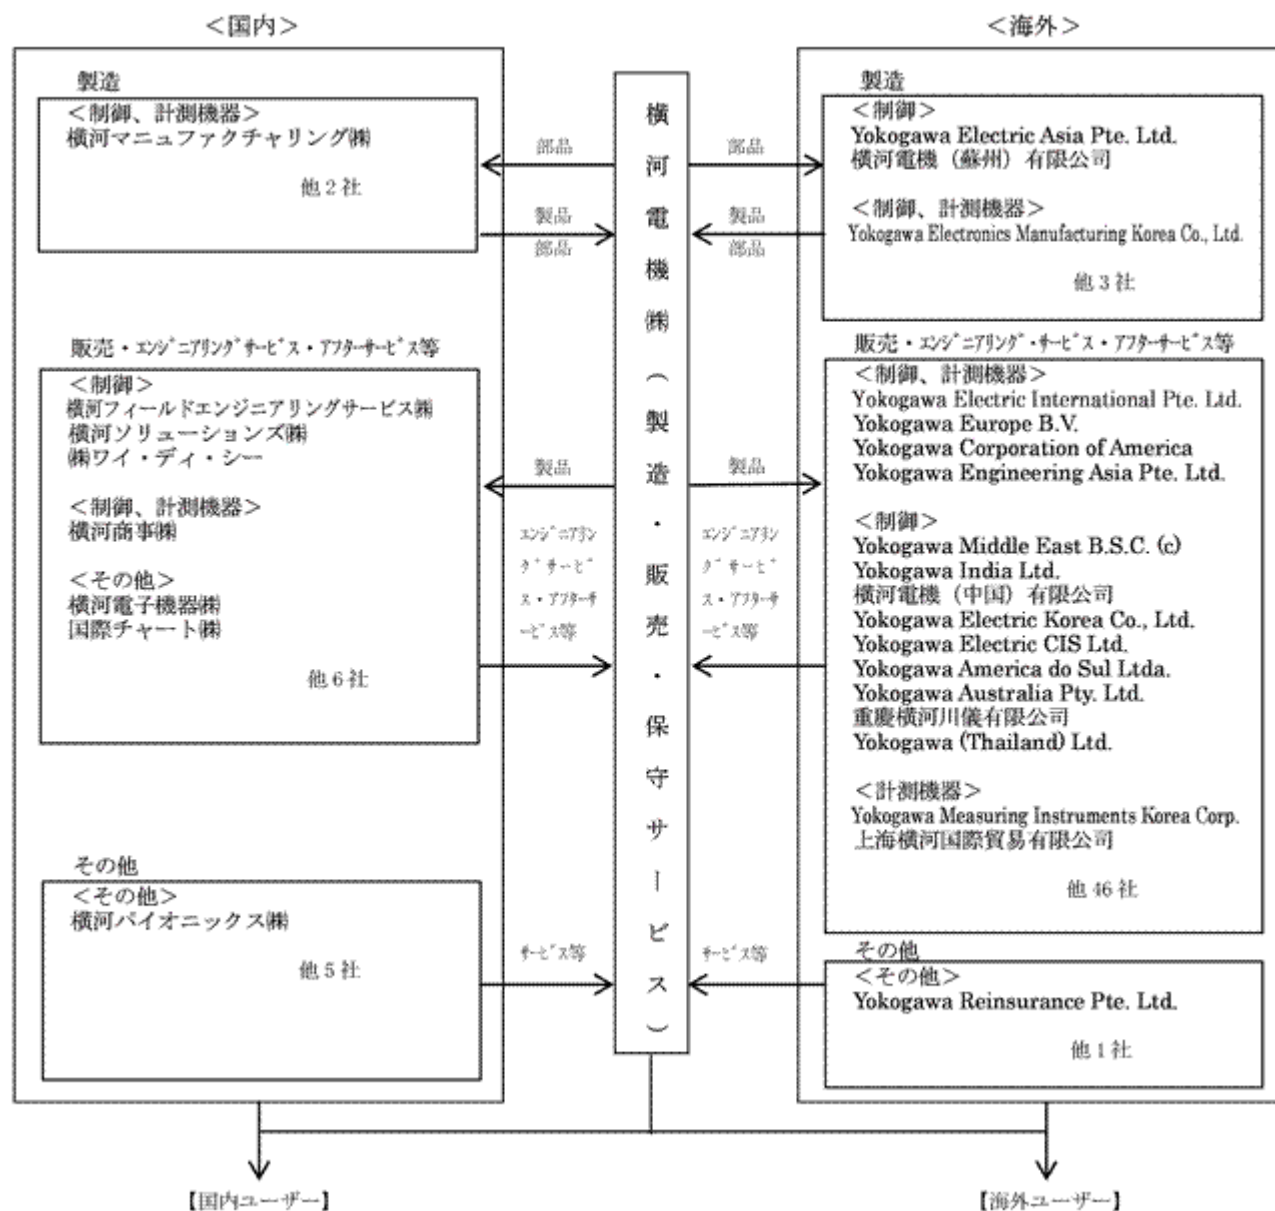 ＜国内＞
製造
＜制御、計測機器＞
横河マニュファクチャリング㈱
他２社
販売・エンジニアリングサービス・アフターサービス等
＜制御＞
横河フィールドエンジニアリングサービス㈱
横河ソリューションズ㈱
㈱ワイ・ディ・シー
＜制御、計測機器＞
横河商事㈱
＜その他＞
横河電子機器㈱
国際チャート㈱
他６社
その他
＜その他＞
横河パイオニックス㈱
他５社
部品
製品
部品
製品
エンジニアリン
グサービ
ス・アフターサ
ービス等
サービス等
横河電機㈱（製造・販売・保守サービス）
部品
製品
部品
製品
エンジニアリン
グサービ
ス・アフターサ
ービス等
サービス等
＜海外＞
製造
＜制御＞
Yokogawa Electric Asia Pte. Ltd.
横河電機（蘇州）有限公司
＜制御、計測機器＞
Yokogawa Electronics Manufacturing Korea Co., Ltd.
他３社
販売・エンジニアリング・サービス・アフターサービス等
＜制御、計測機器＞
Yokogawa Electric International Pte. Ltd.
Yokogawa Europe B.V.
Yokogawa Corporation of America
Yokogawa Engineering Asia Pte. Ltd.
＜制御＞
Yokogawa Middle East B.S.C. (c)
Yokogawa India Ltd.
横河電機（中国）有限公司
Yokogawa Electric Korea Co., Ltd.
Yokogawa Electric CIS Ltd.
Yokogawa America do Sul Ltda.
Yokogawa Australia Pty. Ltd.
重慶横河川儀有限公司
Yokogawa (Thailand) Ltd.
＜計測機器＞
Yokogawa Measuring Instruments Korea Corp.
上海横河国際貿易有限公司
他46社
その他
＜その他＞
Yokogawa Reinsurance Pte. Ltd.
他１社
【国内ユーザー】
【海外ユーザー】